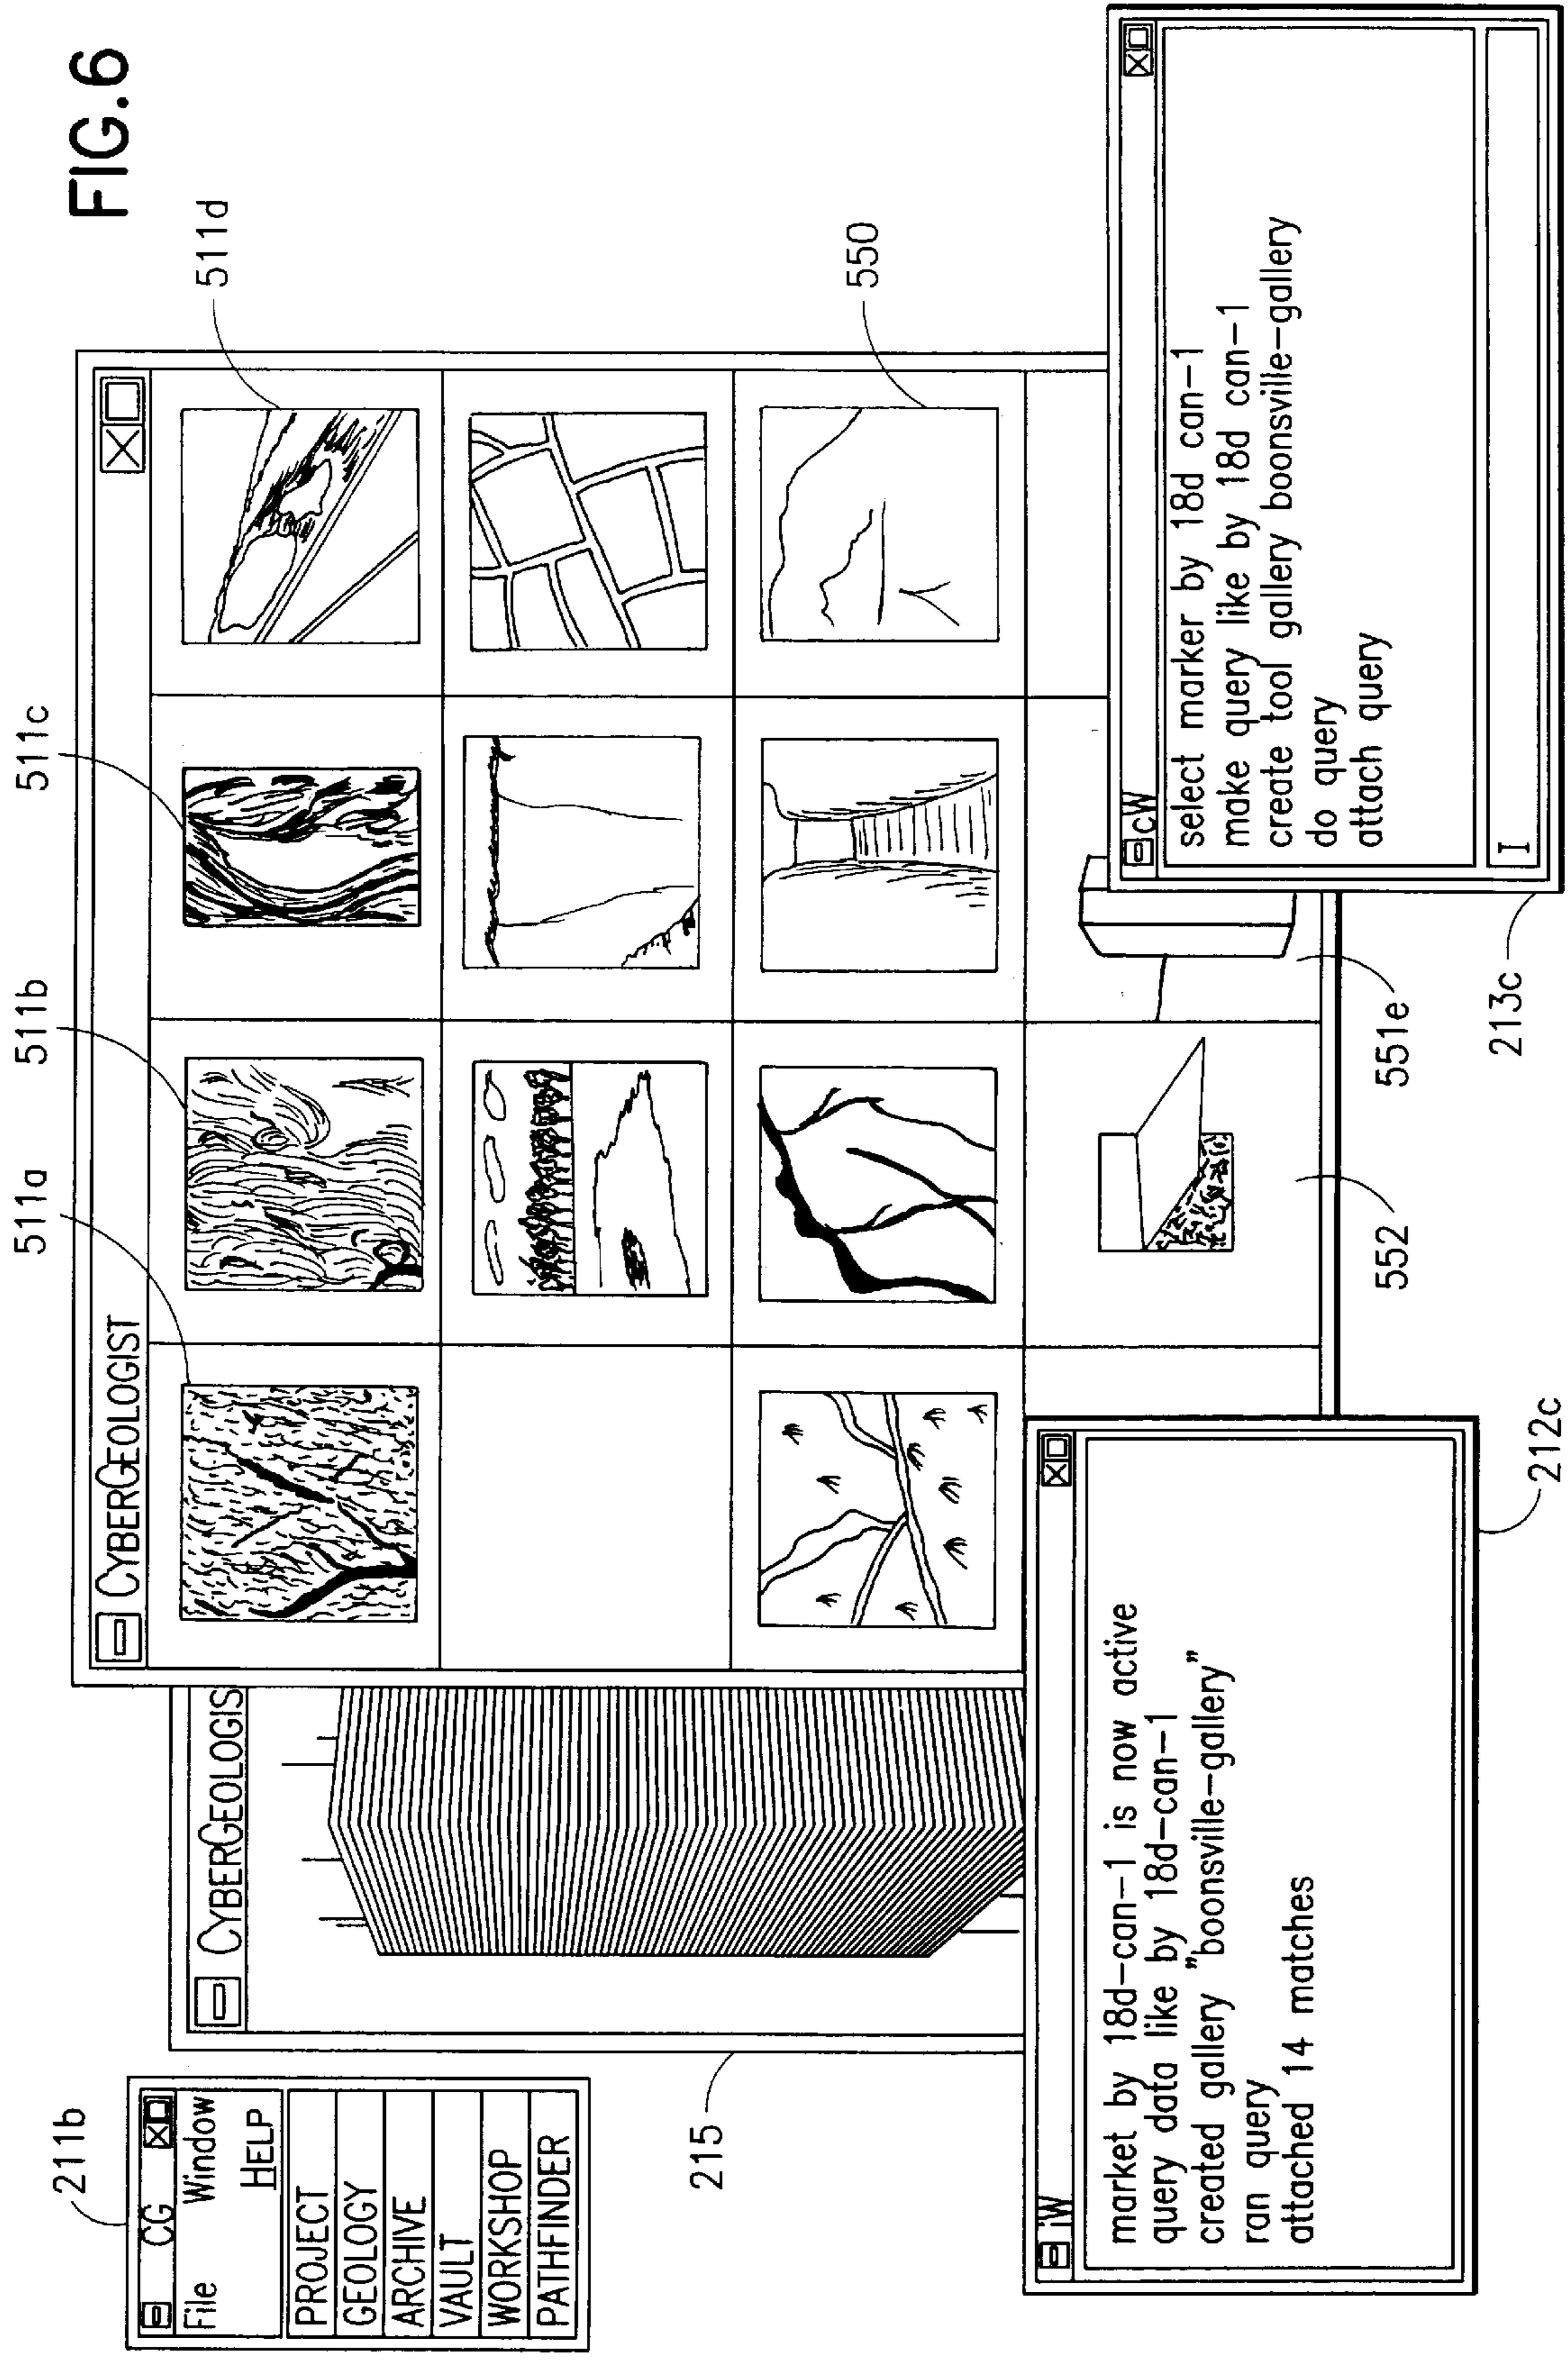 FIG.6
211b
CG
File Window
HELP
PROJECT
GEOLOGY
ARCHIVE
VAULT
WORKSHOP
PATHFINDER
215
CYBERGEOLOGIS
CYBERGEOLOGIST
511a
511b
511c
511d
550
551e
552
iW
market by 18d-can-1 is now active
query data like by 18d-can-1
created gallery "boonsville-gallery"
ran query
attached 14 matches
212c
cW
select marker by 18d can-1
make query like by 18d can-1
create tool gallery boonsville-gallery
do query
attach query
I
213c